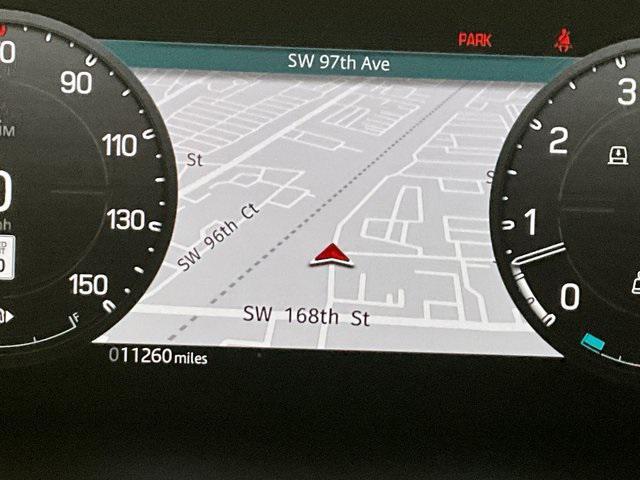 PARK
SW 97th Ave
90
110
130
150
F
St
SW 96th Ct
SW 168th St
011260 miles
3
2
1
0